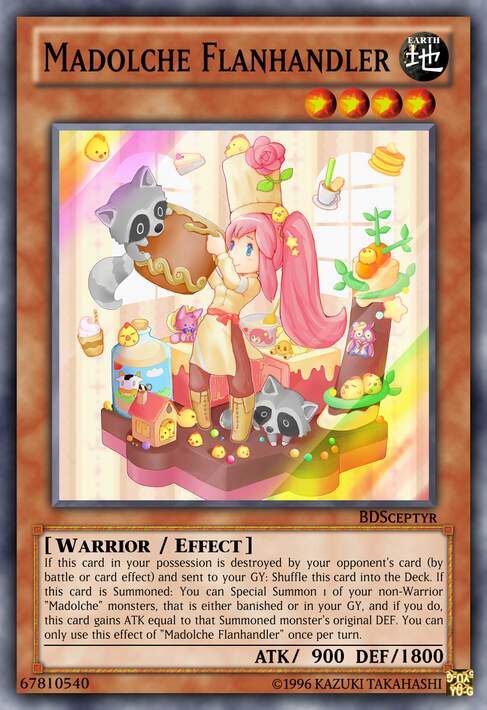 MADOLCHE FLANHANDLER
EARTH
地
BDSCEPTYR
[ WARRIOR / EFFECT ]
If this card in your possession is destroyed by your opponent's card (by
battle or card effect) and sent to your GY: Shuffle this card into the Deck. If
this card is Summoned: You can Special Summon 1 of your non-Warrior
"Madolche" monsters, that is either banished or in your GY, and if you do,
this card gains ATK equal to that Summoned monster's original DEF. You can
only use this effect of "Madolche Flanhandler" once per turn.
ATK/ 900 DEF/1800
67810540
©1996 KAZUKI TAKAHASHI